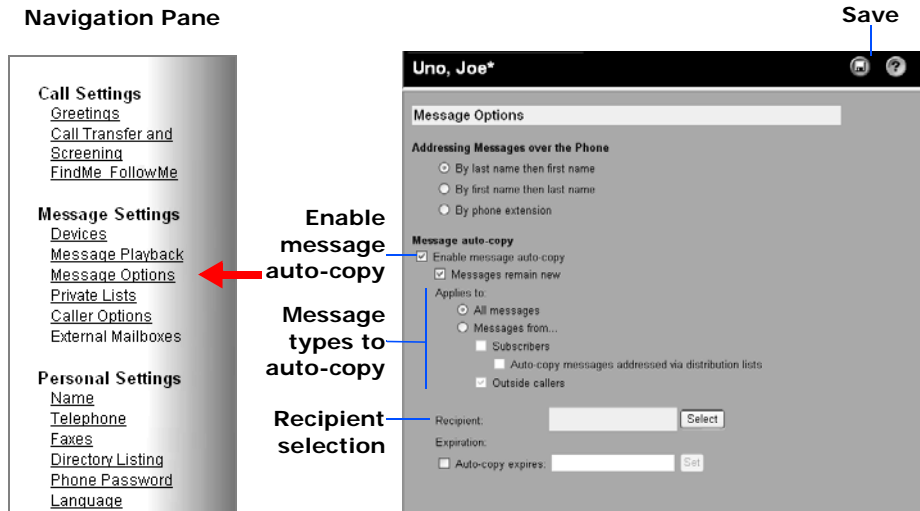 Navigation Pane
Save
Call Settings
Greetings
Call Transfer and
Screening
FindMe FollowMe
Message Settings
Devices
Message Playback
Message Options
Private Lists
Caller Options
External Mailboxes
Personal Settings
Name
Telephone
Faxes
Directory Listing
Phone Password
Language
Enable
message
auto-copy
Message
types to
auto-copy
Recipient
selection
Uno, Joe*
?
Message Options
Addressing Messages over the Phone
By last name then first name
By first name then last name
By phone extension
Message auto-copy
Enable message auto-copy
Messages remain new
Applies to:
All messages
Messages from...
Subscribers
Auto-copy messages addressed via distribution lists
Outside callers
Recipient:
Select
Expiration:
Auto-copy expires:
Set